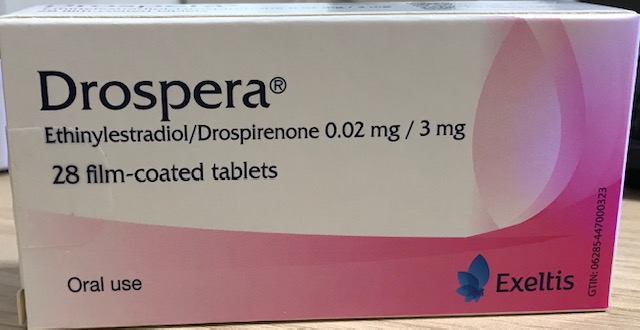 Drospera®
Ethinylestradiol/Drospirenone 0.02 mg / 3 mg
28 film-coated tablets
Oral use
Exeltis
GTIN: 06285447000323